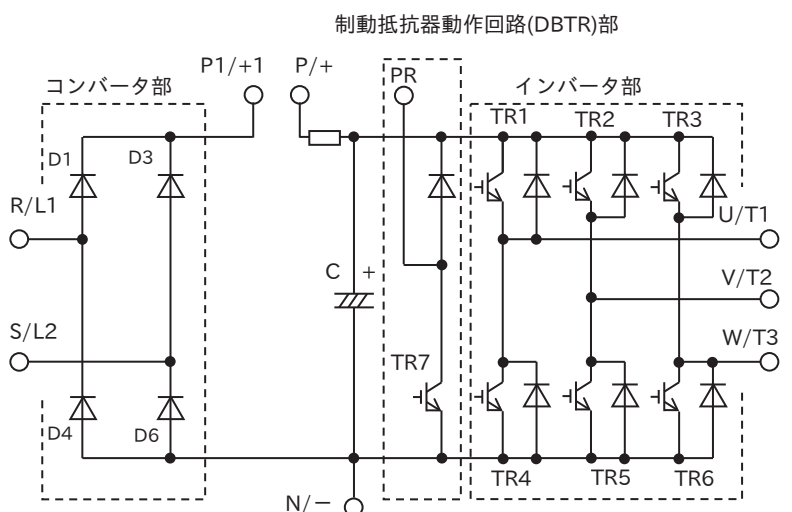 制動抵抗器動作回路(DBTR)部
コンバータ部
P1/+1
P/+
PR
インバータ部
TR1
TR2
TR3
D1
D3
R/L1
U/T1
C
+
V/T2
S/L2
W/T3
TR7
D4
D6
TR4
TR5
TR6
N/－